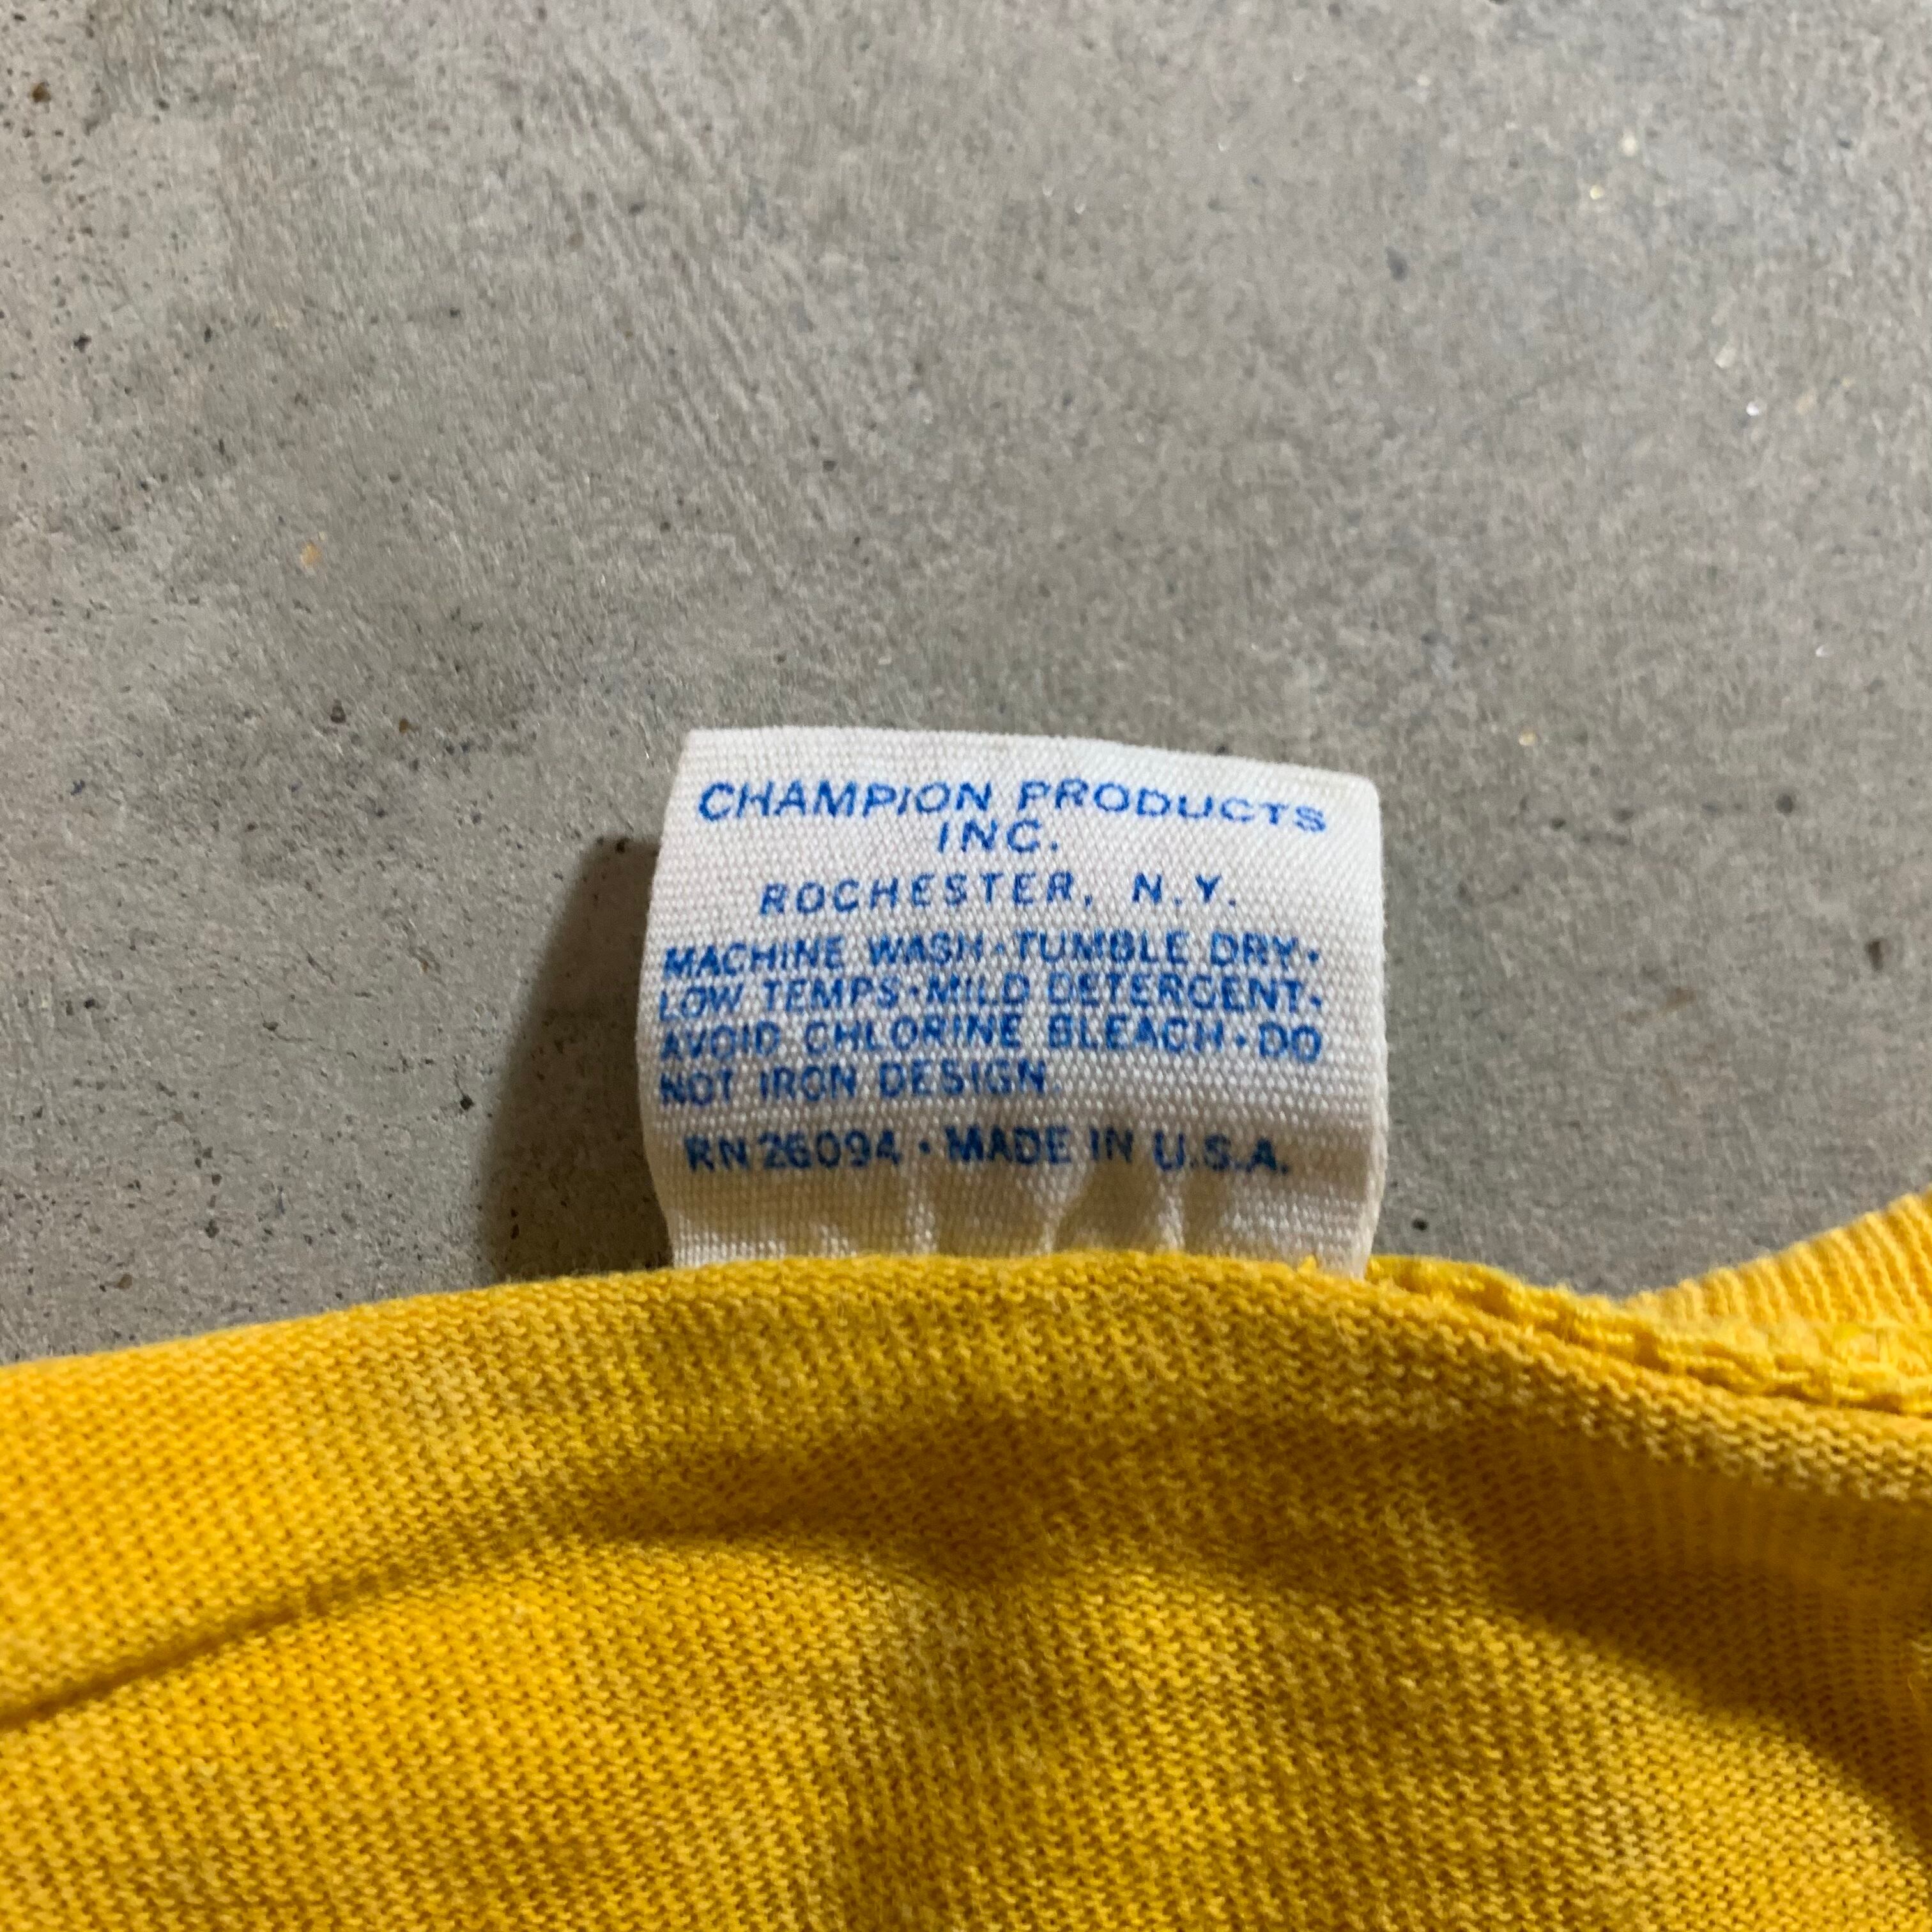 CHAMPION PRODUCTS
INC.
ROCHESTER, N.Y.
MACHINE WASH·TUMBLE DRY·
LOW TEMPS·MILD DETERGENT·
AVOID CHLORINE BLEACH·DO
NOT IRON DESIGN.
RN 26094 · MADE IN U.S.A.